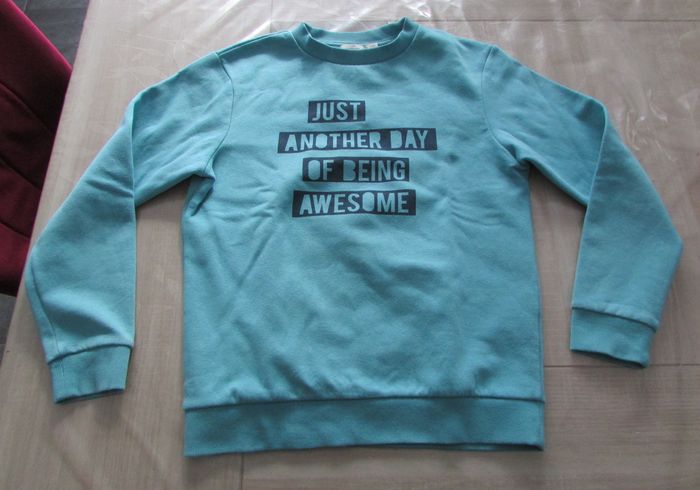 JUST
ANOTHER DAY
OF BEING
AWESOME